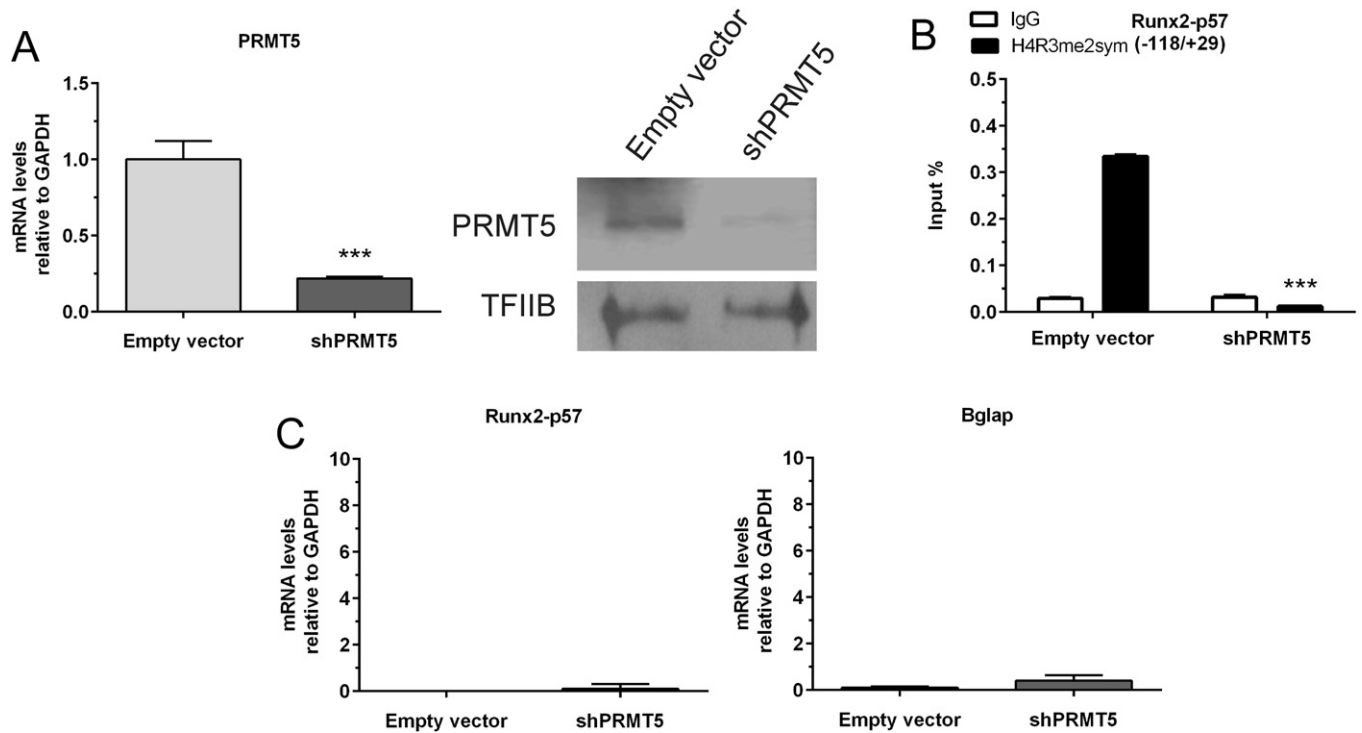 A
PRMT5
mRNA levels
relative to GAPDH
1.5
1.0
0.5
0.0
***
Empty vector
shPRMT5
Empty vector
shPRMT5
PRMT5
TFIIB
B
IgG
H4R3me2sym
Runx2-p57
(-118/+29)
Input %
0.5
0.4
0.3
0.2
0.1
0.0
***
Empty vector
shPRMT5
C
Runx2-p57
mRNA levels
relative to GAPDH
10
8
6
4
2
0
Empty vector
shPRMT5
Bglap
mRNA levels
relative to GAPDH
10
8
6
4
2
0
Empty vector
shPRMT5